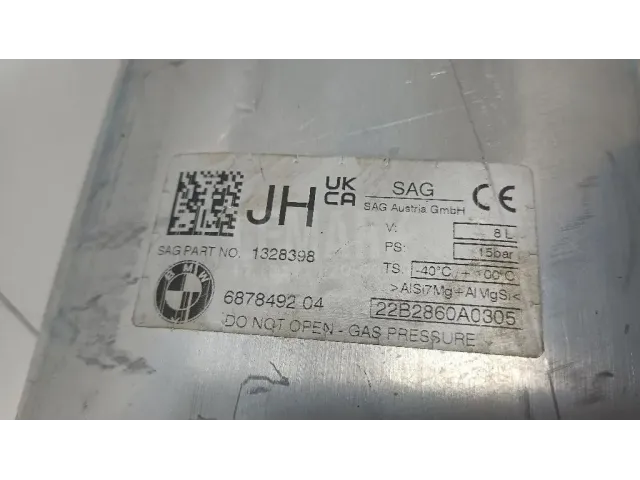 JH
UK
CA
SAG
SAG Austria GmbH
CE
V: 8 L
PS: 15bar
TS: -40°C, + 100°C
SAG PART NO. 1328398
>AlSi7Mg+AlMgSi<
BMW
6878492 04
22B2860A0305
DO NOT OPEN - GAS PRESSURE